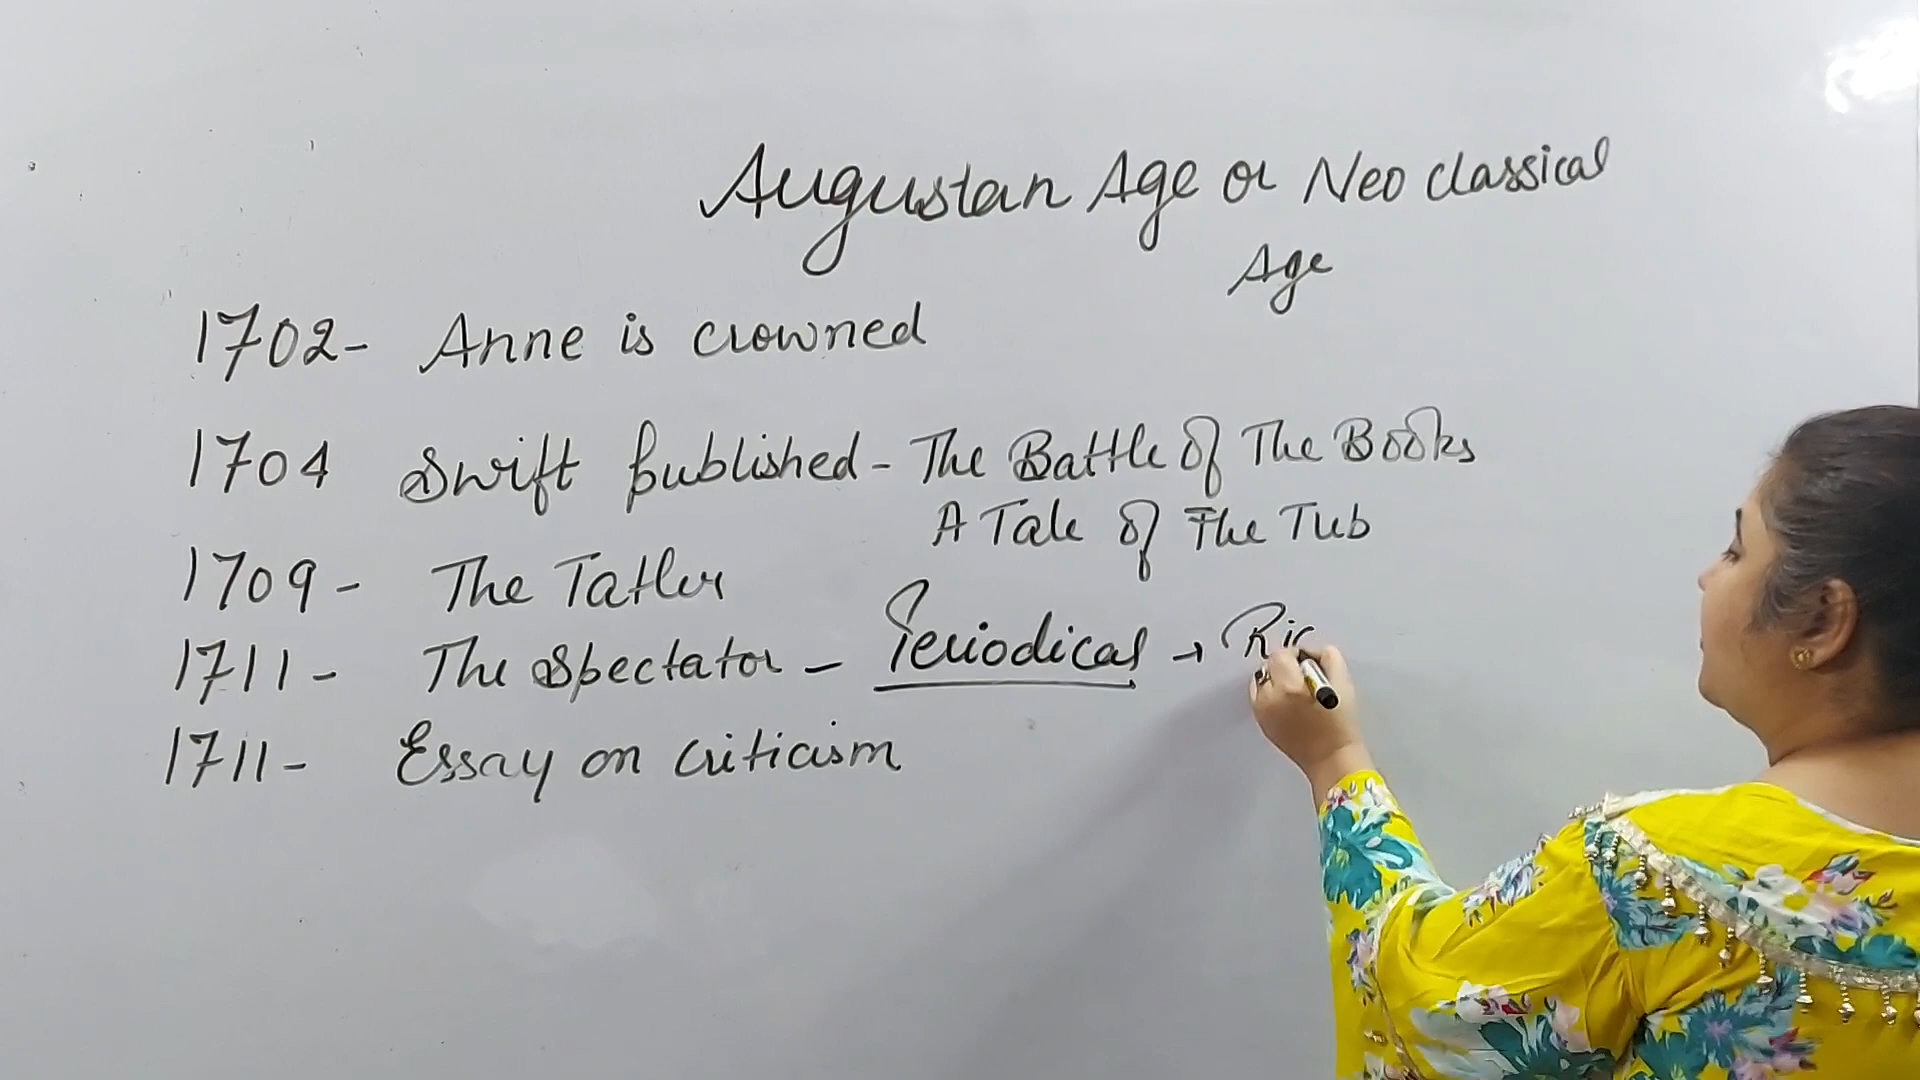 Augustan Age or Neo classical
Age
1702- Anne is crowned
1704 Swift published - The Battle of The Books
A Tale of The Tub
1709 - The Tatler
1711 - The Spectator - Periodical → Ric
1711 - Essay on criticism